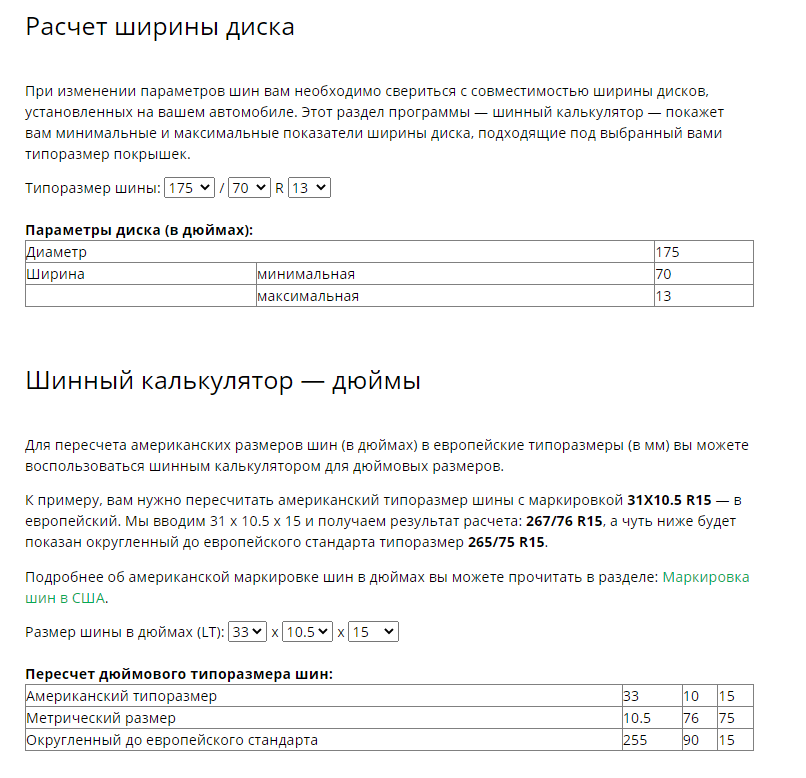 Расчет ширины диска
При изменении параметров шин вам необходимо свериться с совместимостью ширины дисков,
установленных на вашем автомобиле. Этот раздел программы — шинный калькулятор — покажет
вам минимальные и максимальные показатели ширины диска, подходящие под выбранный вами
типоразмер покрышек.
Типоразмер шины: 175 / 70 R 13
Параметры диска (в дюймах):
Диаметр 175
Ширина минимальная 70
максимальная 13
Шинный калькулятор — дюймы
Для пересчета американских размеров шин (в дюймах) в европейские типоразмеры (в мм) вы можете
воспользоваться шинным калькулятором для дюймовых размеров.
К примеру, вам нужно пересчитать американский типоразмер шины с маркировкой 31X10.5 R15 — в
европейский. Мы вводим 31 x 10.5 x 15 и получаем результат расчета: 267/76 R15, а чуть ниже будет
показан округленный до европейского стандарта типоразмер 265/75 R15.
Подробнее об американской маркировке шин в дюймах вы можете прочитать в разделе: Маркировка
шин в США.
Размер шины в дюймах (LT): 33 x 10.5 x 15
Пересчет дюймового типоразмера шин:
Американский типоразмер 33 10 15
Метрический размер 10.5 76 75
Округленный до европейского стандарта 255 90 15